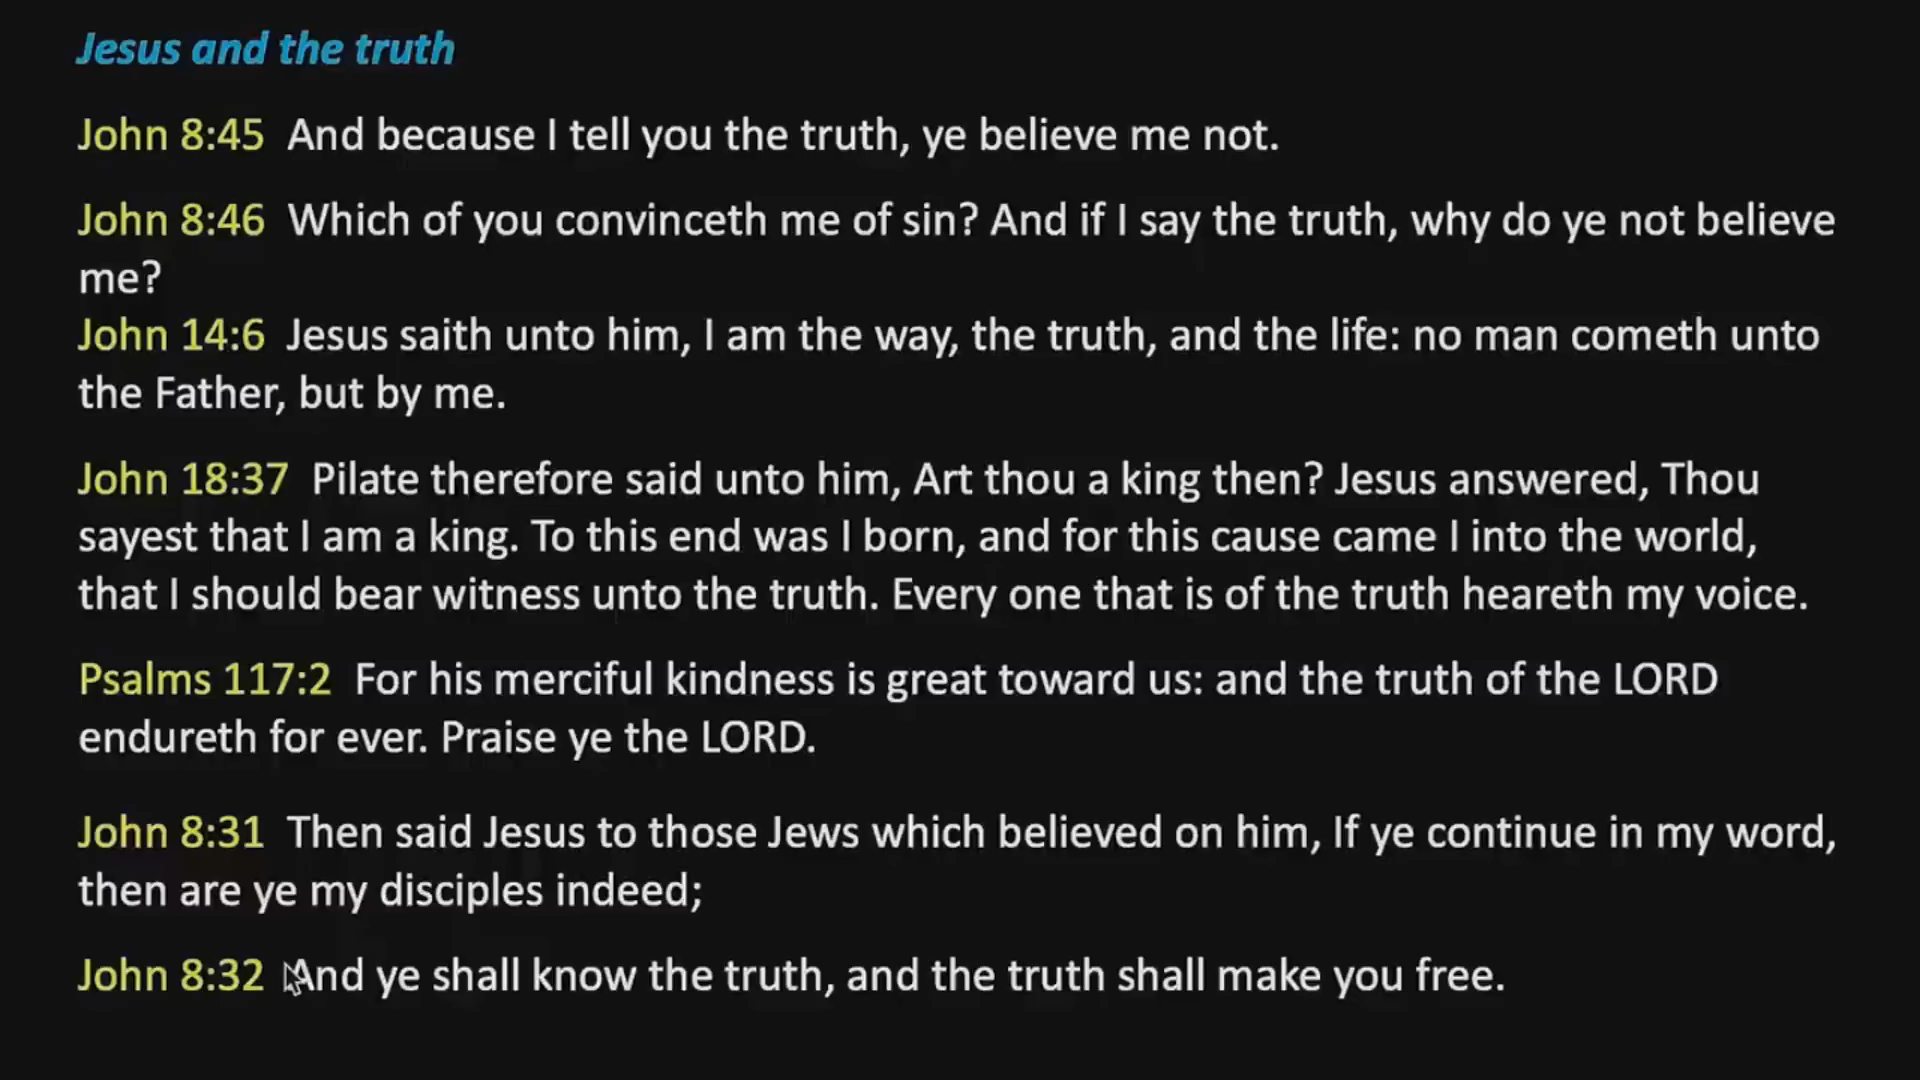 Jesus and the truth
John 8:45 And because I tell you the truth, ye believe me not.
John 8:46 Which of you convinceth me of sin? And if I say the truth, why do ye not believe
me?
John 14:6 Jesus saith unto him, I am the way, the truth, and the life: no man cometh unto
the Father, but by me.
John 18:37 Pilate therefore said unto him, Art thou a king then? Jesus answered, Thou
sayest that I am a king. To this end was I born, and for this cause came I into the world,
that I should bear witness unto the truth. Every one that is of the truth heareth my voice.
Psalms 117:2 For his merciful kindness is great toward us: and the truth of the LORD
endureth for ever. Praise ye the LORD.
John 8:31 Then said Jesus to those Jews which believed on him, If ye continue in my word,
then are ye my disciples indeed;
John 8:32 And ye shall know the truth, and the truth shall make you free.